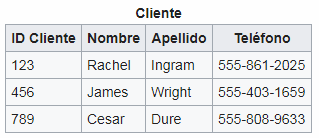 Cliente
ID Cliente Nombre Apellido Teléfono
123 Rachel Ingram 555-861-2025
456 James Wright 555-403-1659
789 Cesar Dure 555-808-9633